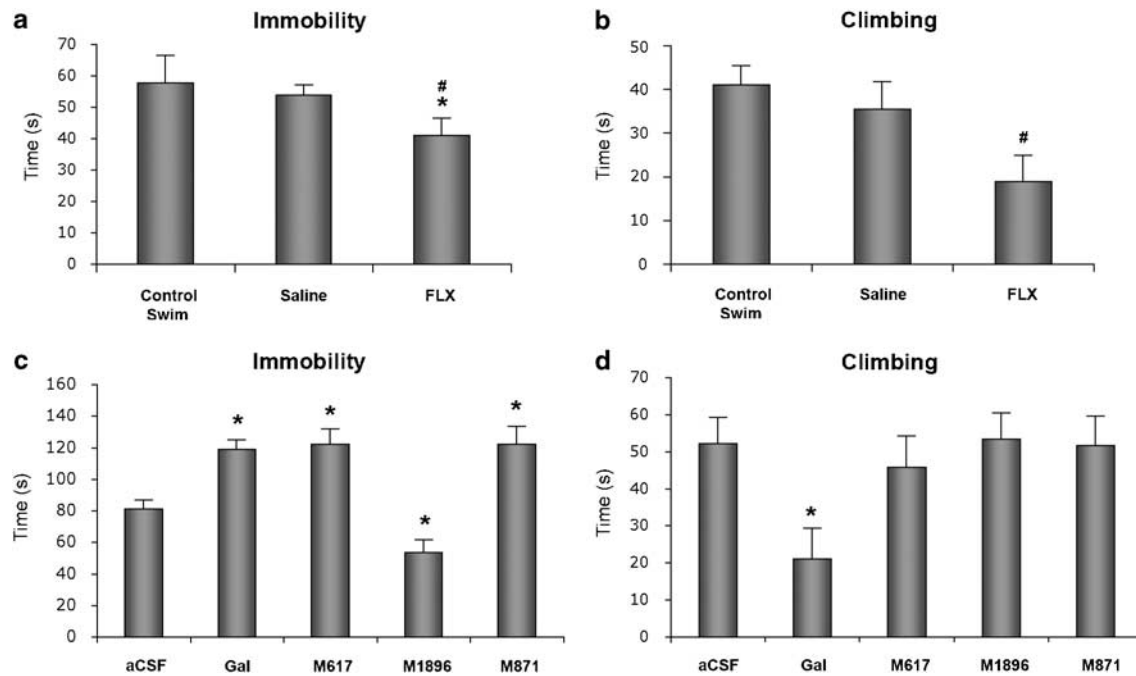 a
Immobility
70
60
50
40
30
20
10
0
Time (s)
#
*
Control Swim
Saline
FLX
b
Climbing
50
40
30
20
10
0
Time (s)
#
Control Swim
Saline
FLX
c
Immobility
160
140
120
100
80
60
40
20
0
Time (s)
*
*
*
*
aCSF
Gal
M617
M1896
M871
d
Climbing
70
60
50
40
30
20
10
0
Time (s)
*
aCSF
Gal
M617
M1896
M871